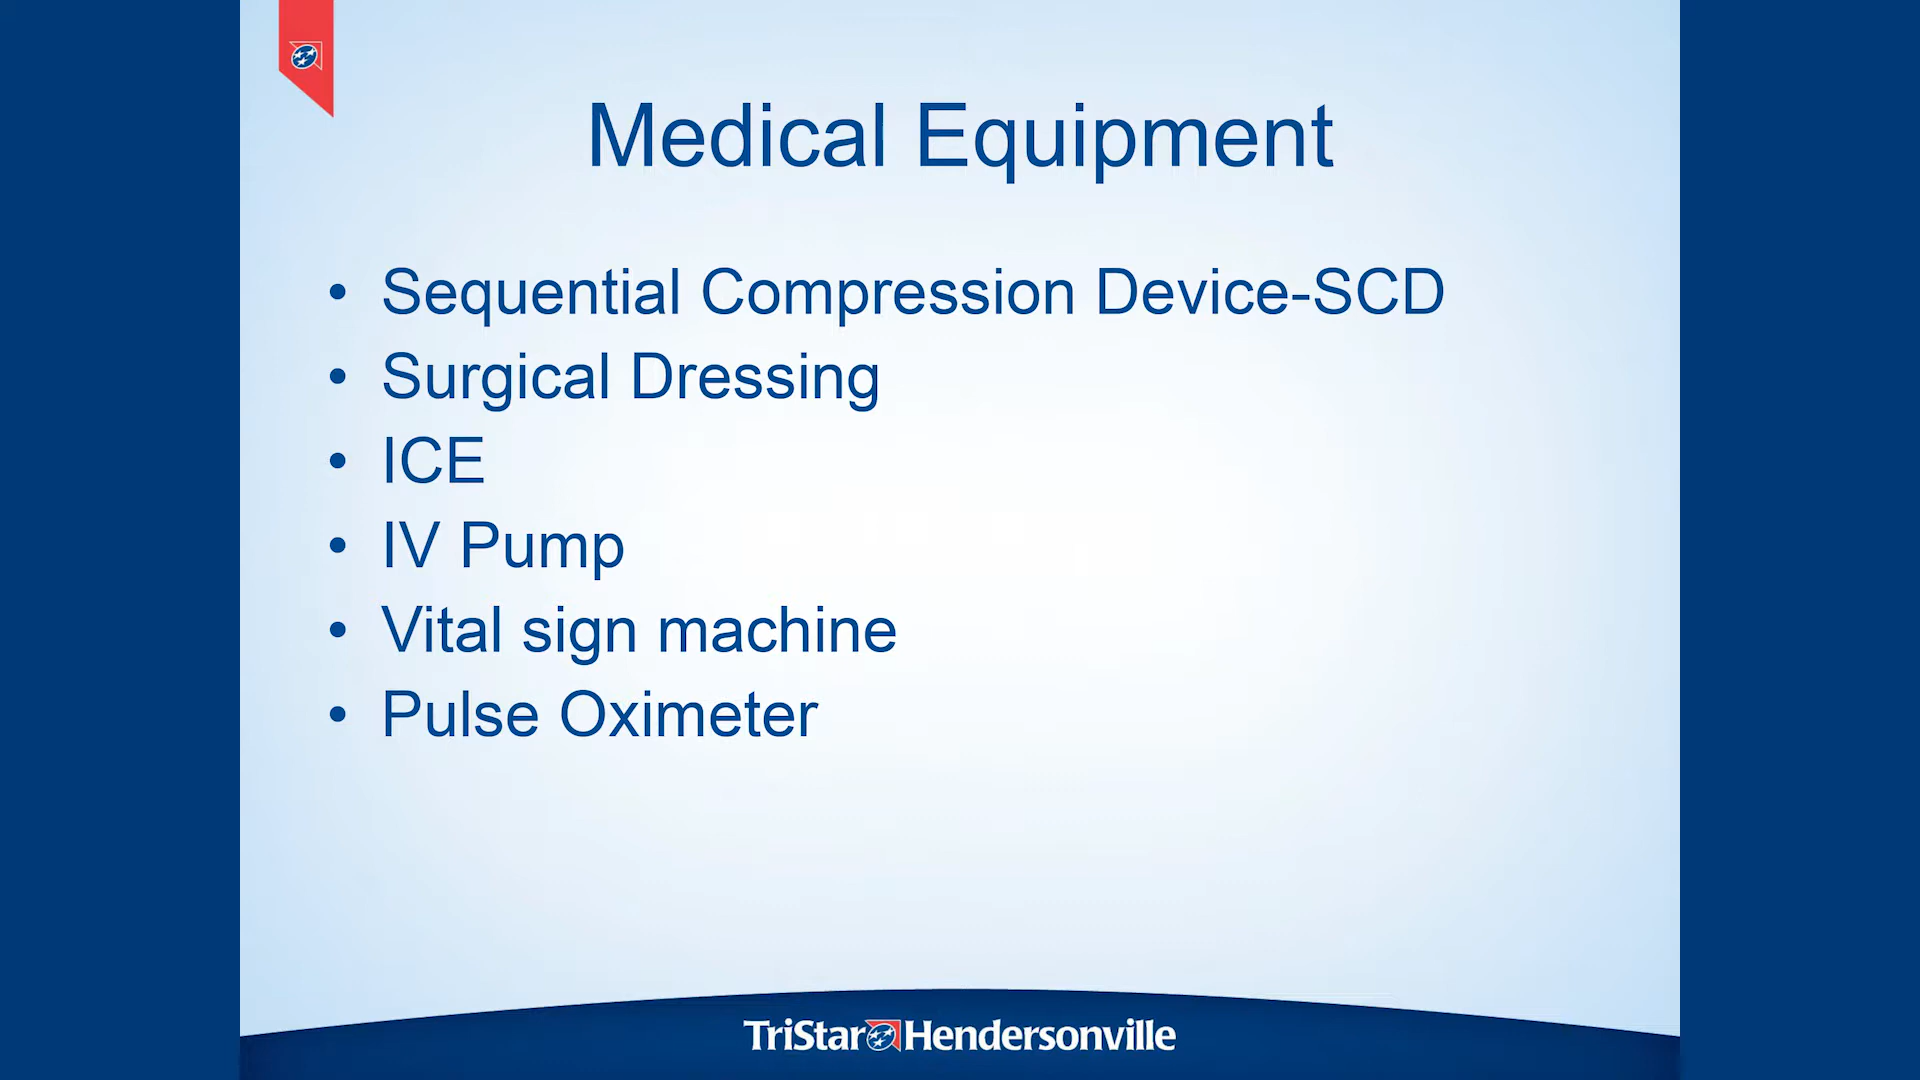 Medical Equipment
• Sequential Compression Device-SCD
• Surgical Dressing
• ICE
• IV Pump
• Vital sign machine
• Pulse Oximeter
TriStar Hendersonville